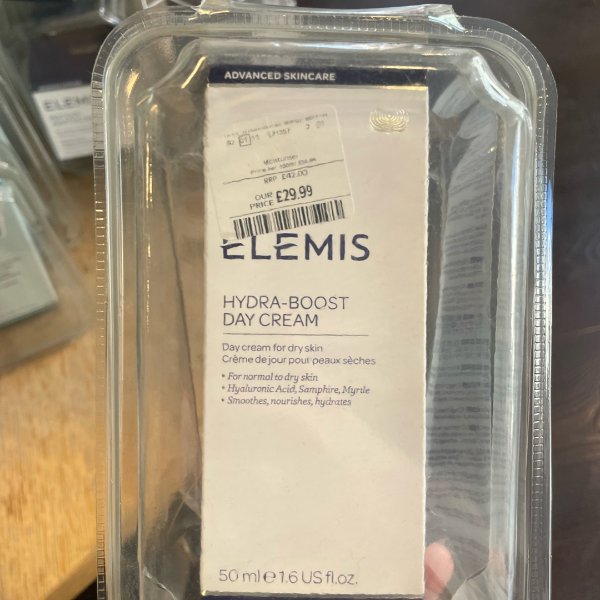 ADVANCED SKINCARE
Moisturiser
RRP £42.00
OUR
PRICE £29.99
ELEMIS
HYDRA-BOOST
DAY CREAM
Day cream for dry skin
Crème de jour pour peaux sèches
• For normal to dry skin
• Hyaluronic Acid, Samphire, Myrtle
• Smoothes, nourishes, hydrates
50 ml e 1.6 US fl.oz.
ELEMIS